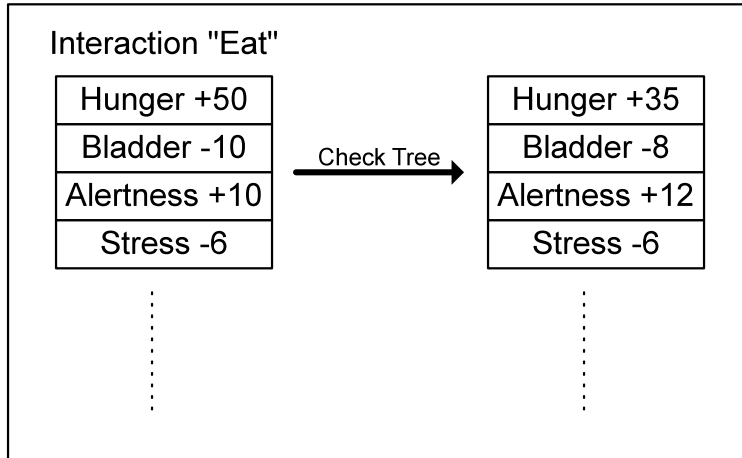 Interaction "Eat"
Hunger +50
Bladder -10
Alertness +10
Stress -6
Check Tree
Hunger +35
Bladder -8
Alertness +12
Stress -6